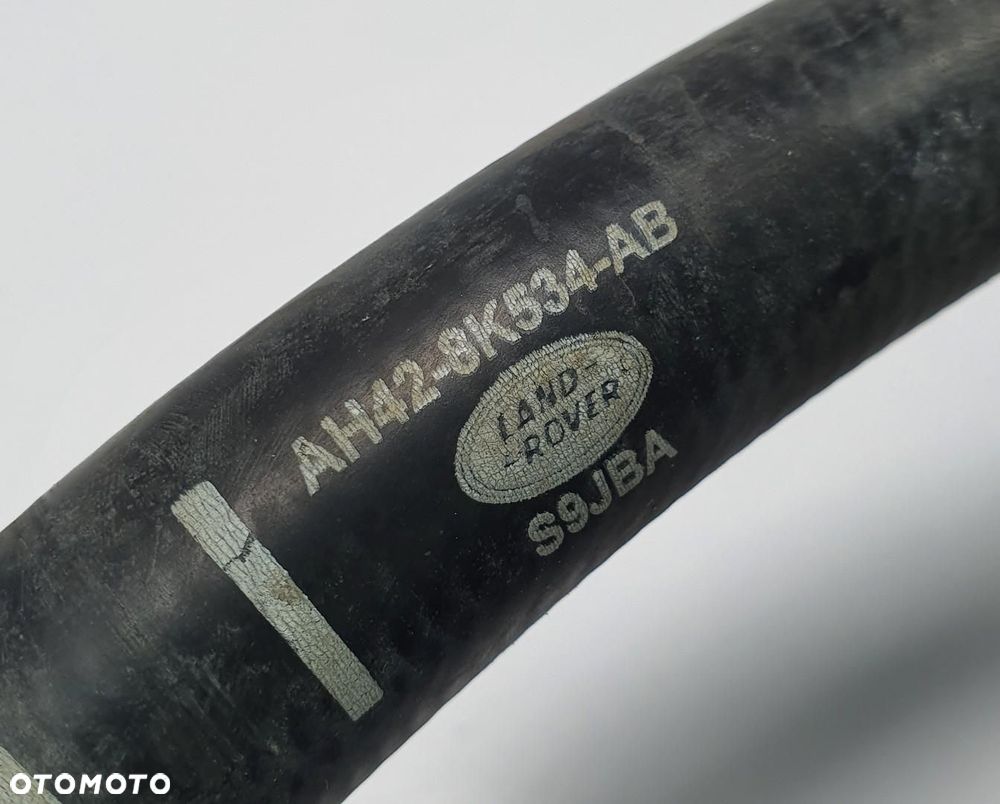 AH42-8K534-AB
LAND-
-ROVER
S9JBA
OTOMOTO